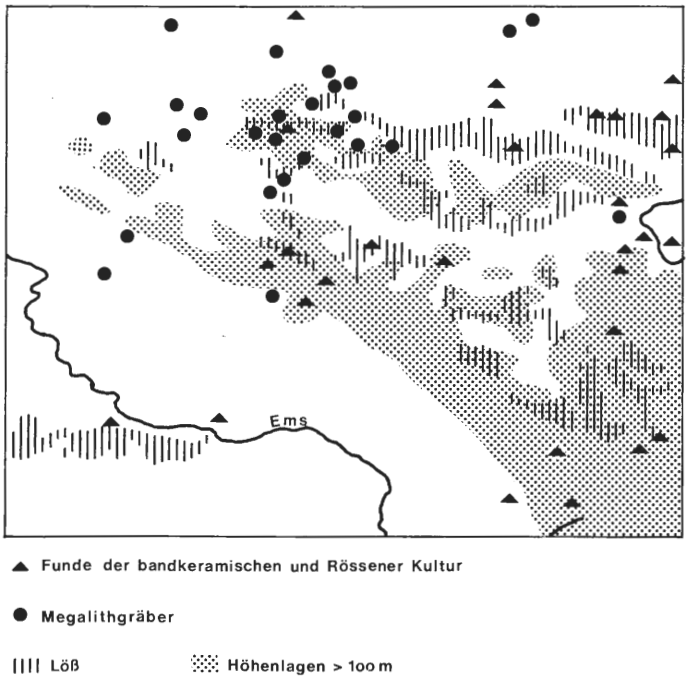 Ems
Funde der bandkeramischen und Rössener Kultur
Megalithgräber
Löß
Höhenlagen > 100 m